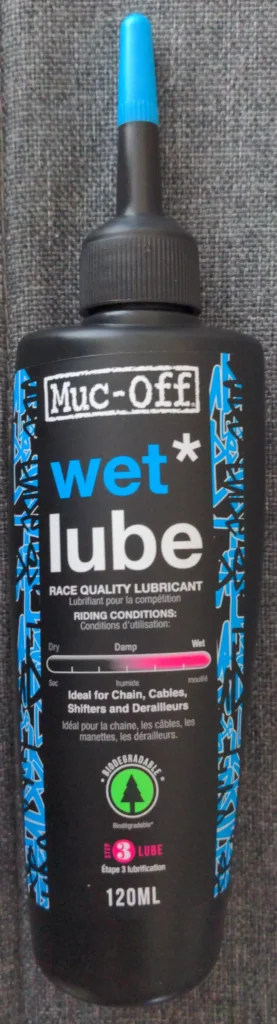 Muc-Off
wet*
lube
RACE QUALITY LUBRICANT
Lubrifiant pour la compétition
RIDING CONDITIONS:
Conditions d'utilisation:
Dry Damp Wet
Sec humide mouillé
Ideal for Chain, Cables,
Shifters and Derailleurs
Idéal pour la chaine, les câbles, les
manettes, les dérailleurs.
• BIODEGRADABLE •
Biodégradable*
STEP 3 LUBE
Étape 3 lubrification
120ML